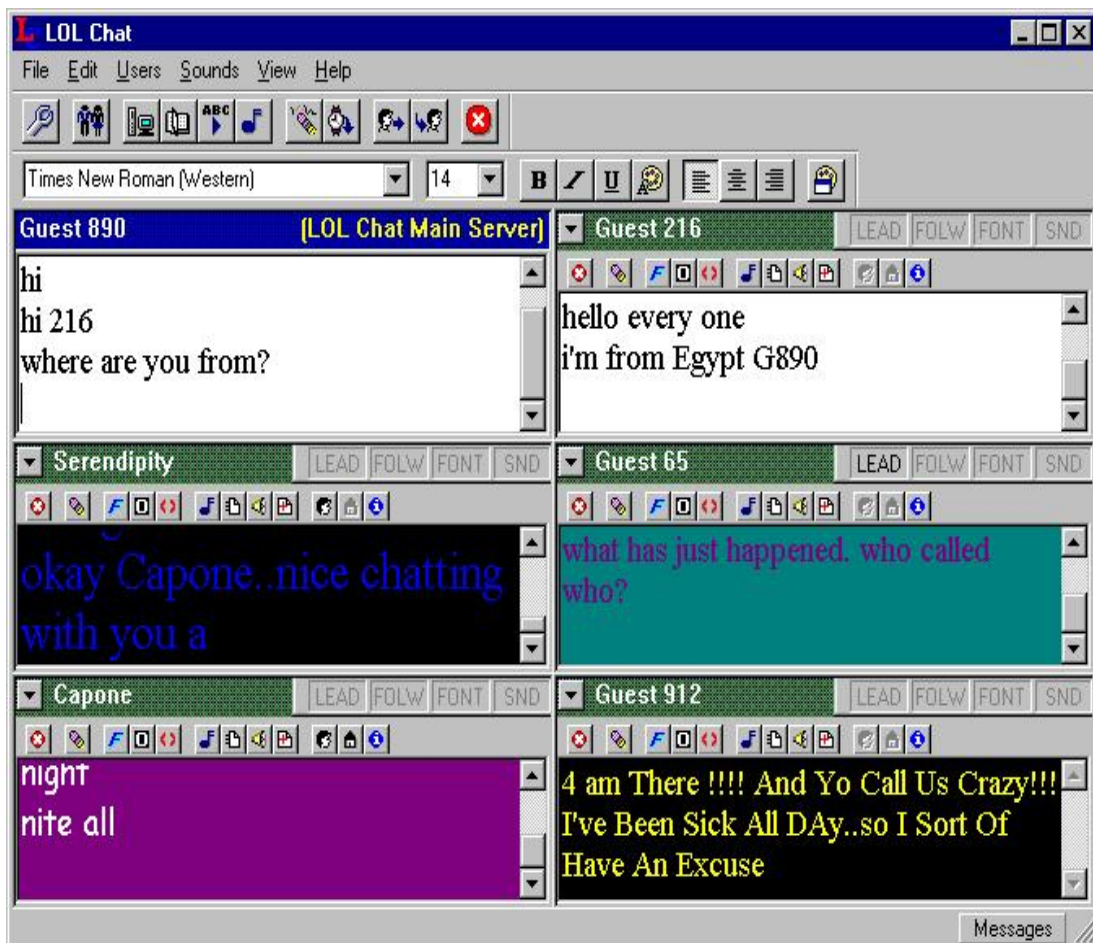 LOL Chat
File Edit Users Sounds View Help
ABC
Times New Roman (Western) 14 B I U A
Guest 890 (LOL Chat Main Server)
hi
hi 216
where are you from?
Guest 216 LEAD FOLW FONT SND
F
hello every one
i'm from Egypt G890
Serendipity LEAD FOLW FONT SND
F
okay Capone..nice chatting
with you a
Guest 65 LEAD FOLW FONT SND
F
what has just happened. who called
who?
Capone LEAD FOLW FONT SND
F
night
nite all
Guest 912 LEAD FOLW FONT SND
F
4 am There !!!! And Yo Call Us Crazy!!!
I've Been Sick All DAy..so I Sort Of
Have An Excuse
Messages